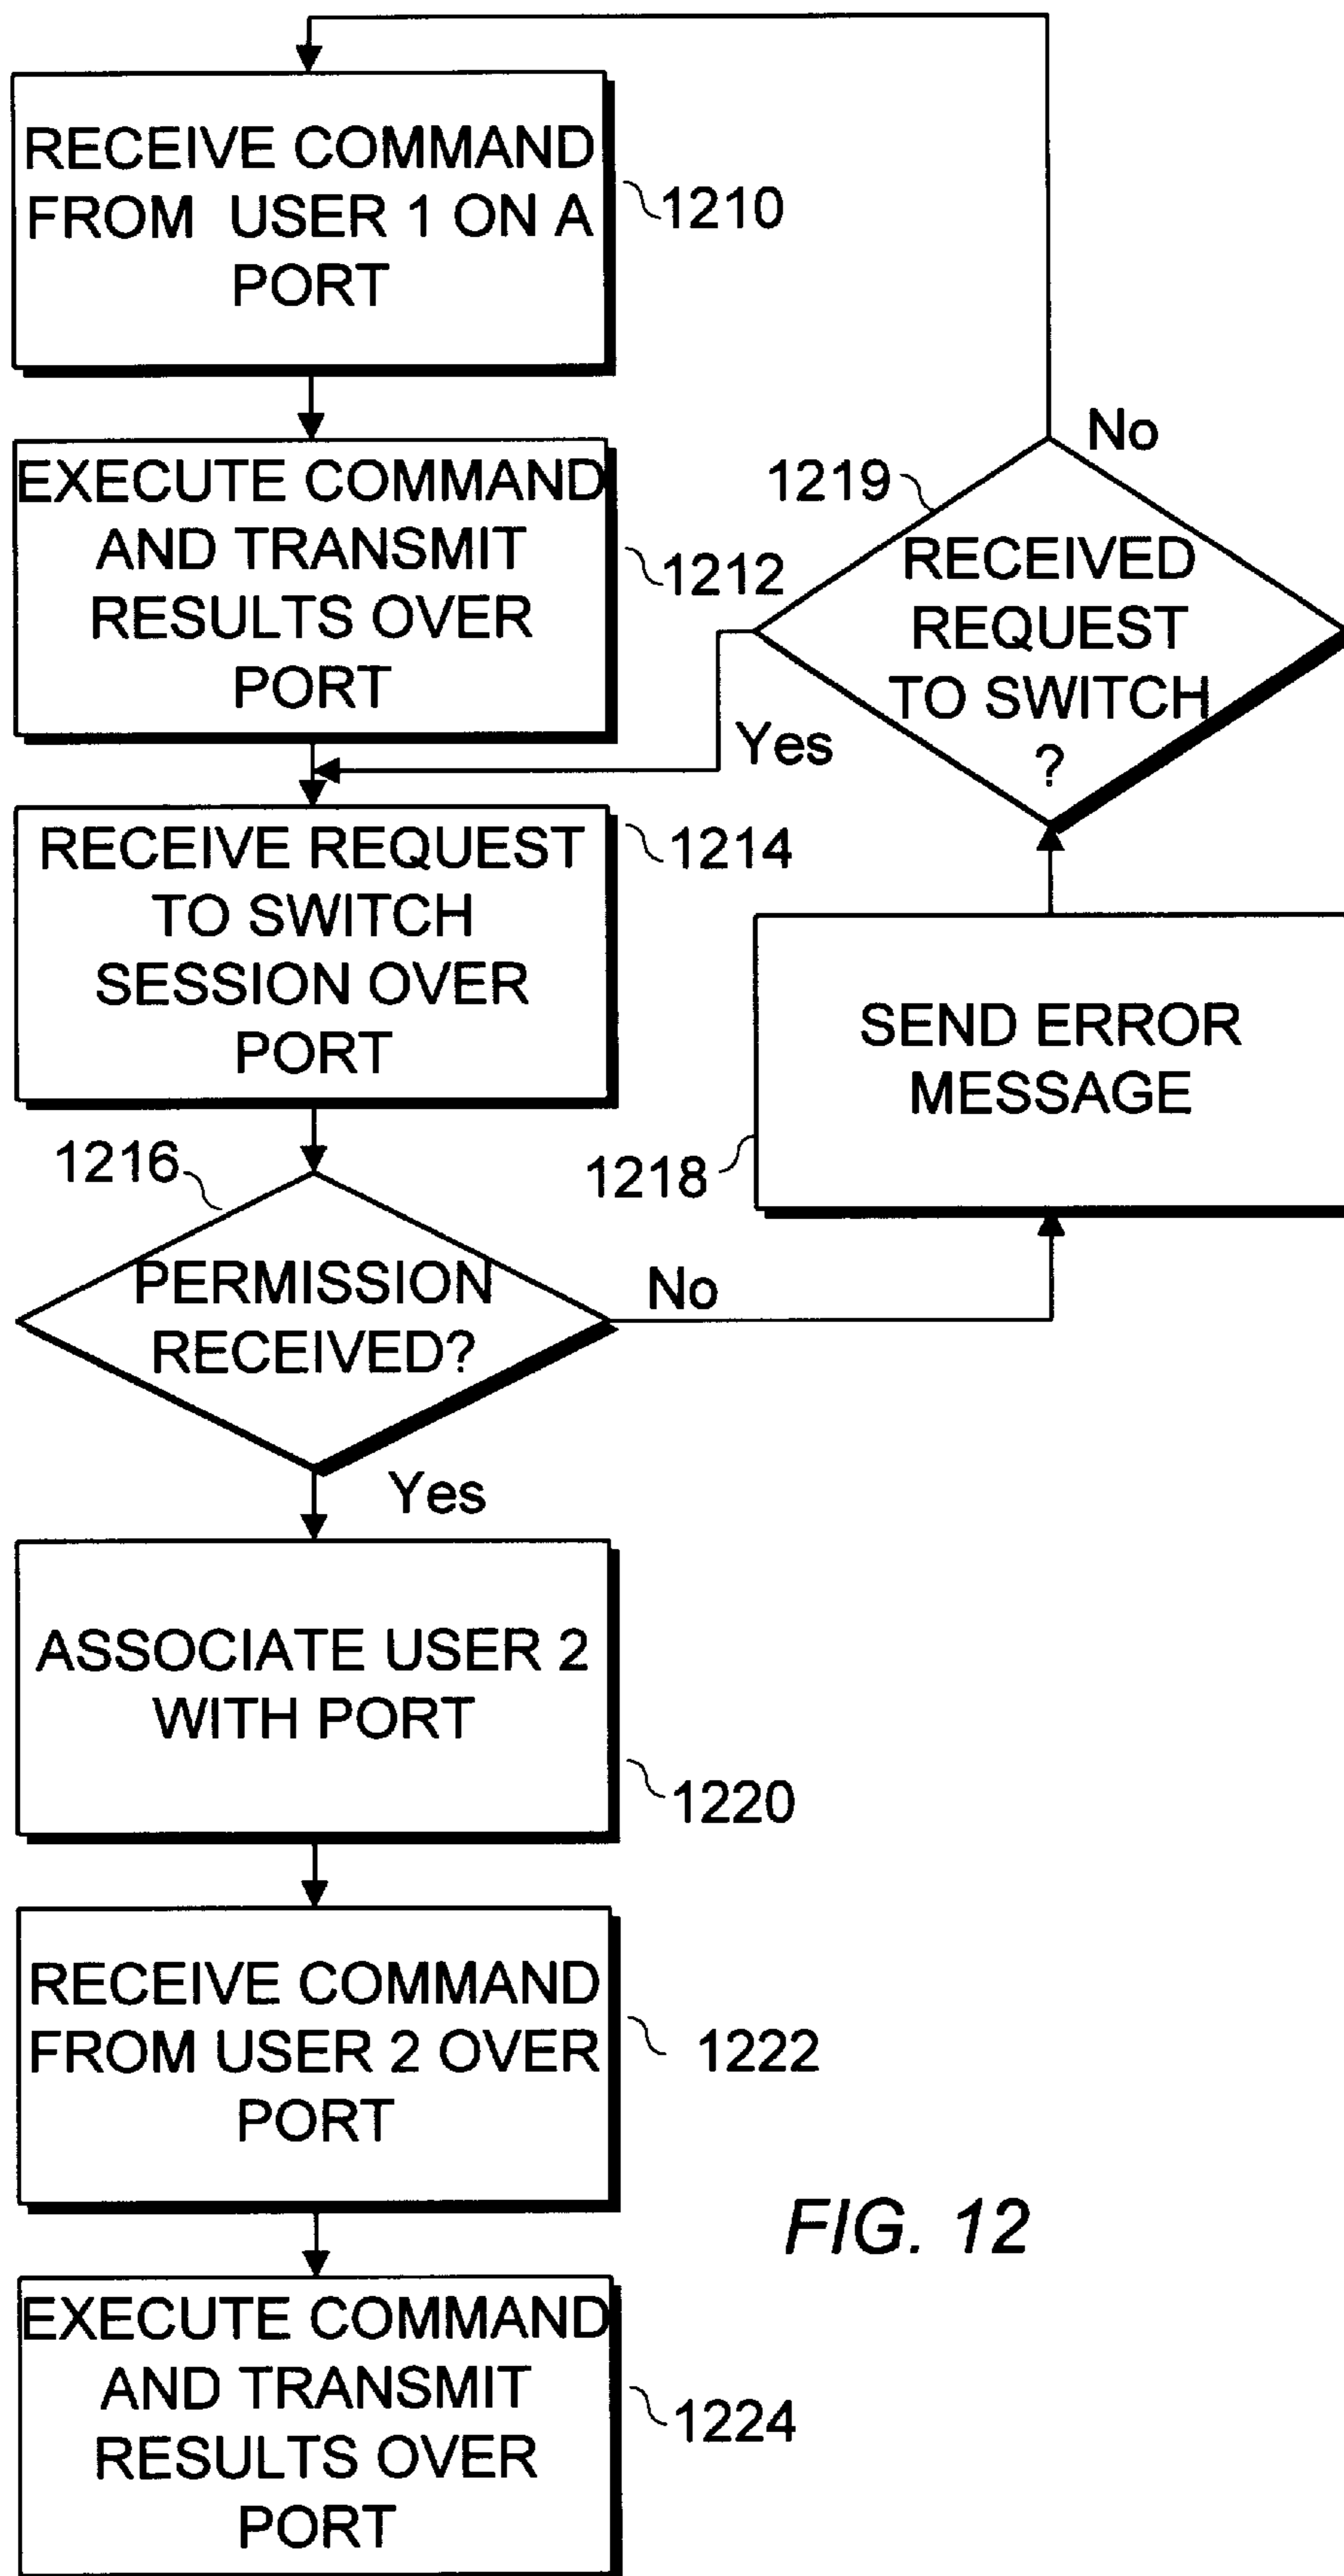 RECEIVE COMMAND
FROM USER 1 ON A
PORT
1210
EXECUTE COMMAND
AND TRANSMIT
RESULTS OVER
PORT
1212
No
1219
RECEIVED
REQUEST
TO SWITCH
?
Yes
RECEIVE REQUEST
TO SWITCH
SESSION OVER
PORT
1214
SEND ERROR
MESSAGE
1218
1216
PERMISSION
RECEIVED?
No
Yes
ASSOCIATE USER 2
WITH PORT
1220
RECEIVE COMMAND
FROM USER 2 OVER
PORT
1222
FIG. 12
EXECUTE COMMAND
AND TRANSMIT
RESULTS OVER
PORT
1224